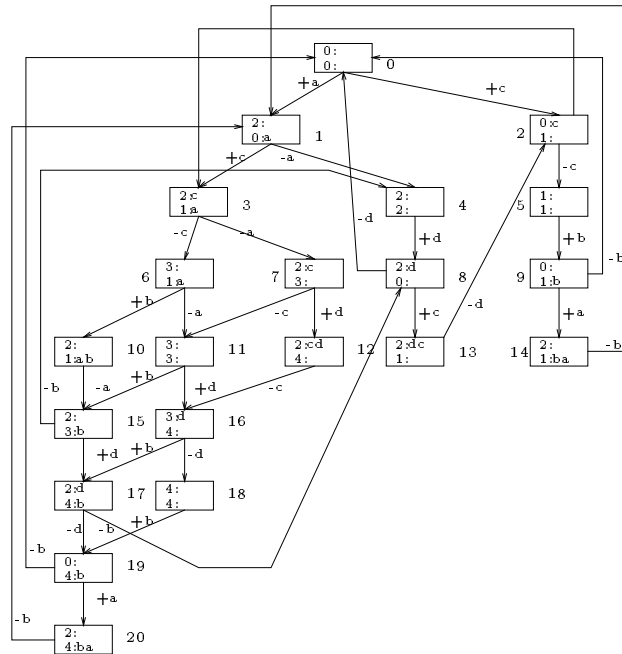 0:
0: 0
+a +c
2: 0:c
0:a 1 2 1:
+c -a -c
2:c 2: 1:
1:a 3 2: 4 5 1:
-c -a -d +d +b -b
3: 2:c 2:d 0:
6 1:a 7 3: 0: 8 9 1:b
+b -a -c +d +c -d +a
2: 3: 2:cd 2:dc 2:
1:ab 10 3: 11 4: 12 1: 13 14 1:ba -b
-b -a +b +d -c
2: 3:d
3:b 15 4: 16
+d +b -d
2:d 4:
4:b 17 4: 18
-d -b +b
-b
0:
4:b 19
+a
-b
2:
4:ba 20